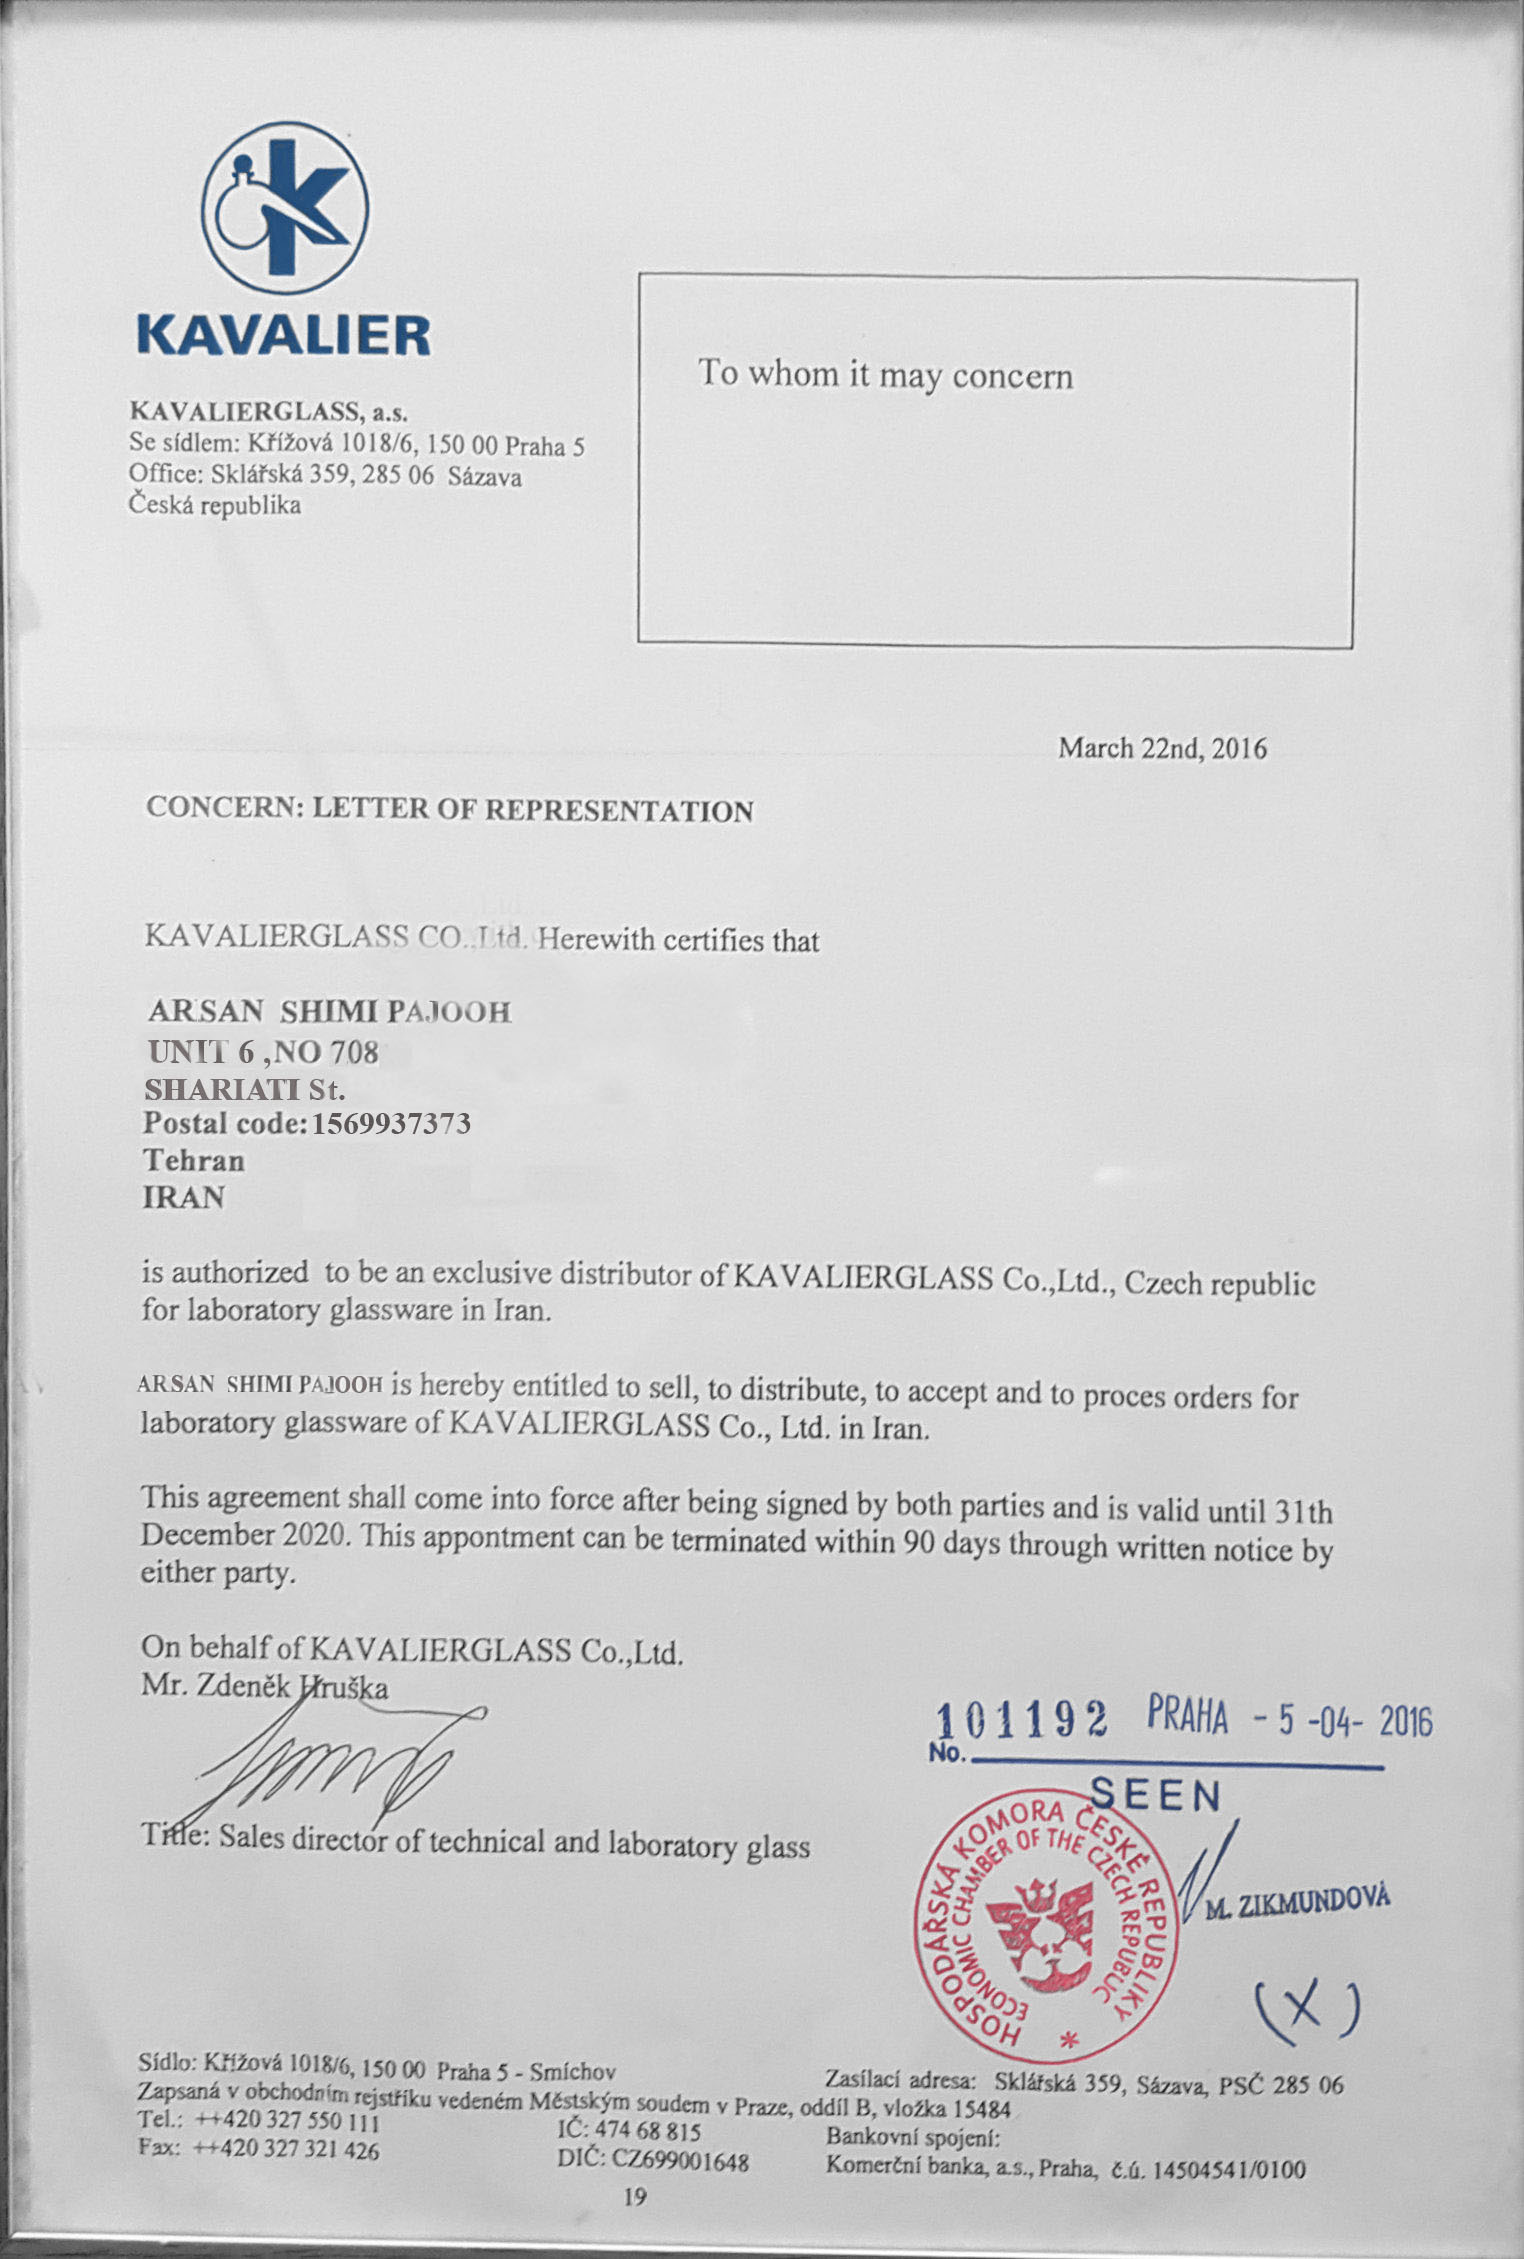 KAVALIER
KAVALIERGLASS, a.s.
Se sídlem: Křížová 1018/6, 150 00 Praha 5
Office: Sklářská 359, 285 06 Sázava
Česká republika
To whom it may concern
March 22nd, 2016
CONCERN: LETTER OF REPRESENTATION
KAVALIERGLASS CO.,Ltd. Herewith certifies that
ARSAN SHIMI PAJOOH
UNIT 6 ,NO 708
SHARIATI St.
Postal code:1569937373
Tehran
IRAN
is authorized to be an exclusive distributor of KAVALIERGLASS Co.,Ltd., Czech republic
for laboratory glassware in Iran.
ARSAN SHIMI PAJOOH is hereby entitled to sell, to distribute, to accept and to proces orders for
laboratory glassware of KAVALIERGLASS Co., Ltd. in Iran.
This agreement shall come into force after being signed by both parties and is valid until 31th
December 2020. This appontment can be terminated within 90 days through written notice by
either party.
On behalf of KAVALIERGLASS Co.,Ltd.
Mr. Zdeněk Hruška
Title: Sales director of technical and laboratory glass
101192 PRAHA - 5 -04- 2016
No.
SEEN
HOSPODÁŘSKÁ KOMORA ČESKÉ REPUBLIKY
ECONOMIC CHAMBER OF THE CZECH REPUBLIC
*
M. ZIKMUNDOVÁ
(X)
Sídlo: Křížová 1018/6, 150 00 Praha 5 - Smíchov
Zasílací adresa: Sklářská 359, Sázava, PSČ 285 06
Zapsaná v obchodním rejstříku vedeném Městským soudem v Praze, oddíl B, vložka 15484
Tel.: ++420 327 550 111
IČ: 474 68 815
Bankovní spojení:
Fax: ++420 327 321 426
DIČ: CZ699001648
Komerční banka, a.s., Praha, č.ú. 14504541/0100
19